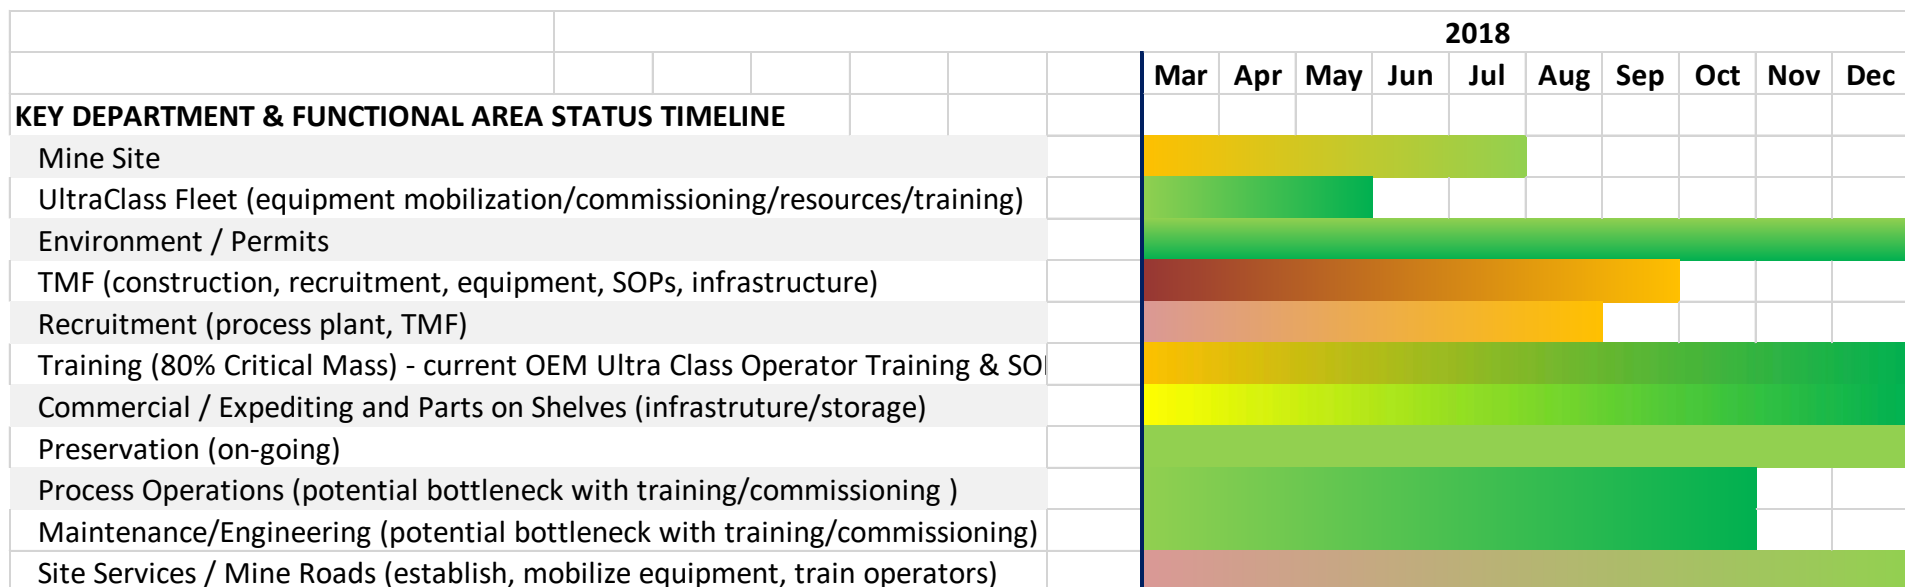 2018
Mar Apr May Jun Jul Aug Sep Oct Nov Dec
KEY DEPARTMENT & FUNCTIONAL AREA STATUS TIMELINE
Mine Site
UltraClass Fleet (equipment mobilization/commissioning/resources/training)
Environment / Permits
TMF (construction, recruitment, equipment, SOPs, infrastructure)
Recruitment (process plant, TMF)
Training (80% Critical Mass) - current OEM Ultra Class Operator Training &
Commercial / Expediting and Parts on Shelves (infrastruture/storage)
Preservation (on-going)
Process Operations (potential bottleneck with training/commissioning )
Maintenance/Engineering (potential bottleneck with training/commissioning)
Site Services / Mine Roads (establish, mobilize equipment, train operators)